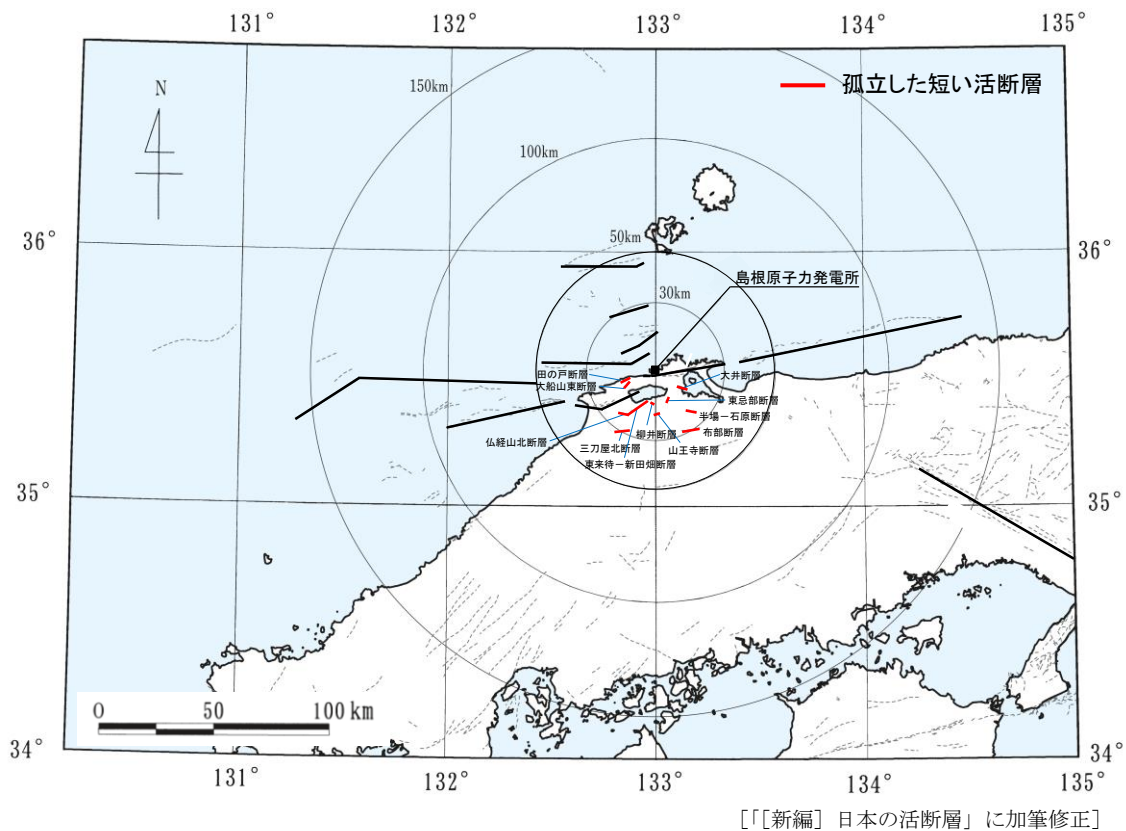 131°
132°
133°
134°
135°
N
150km
孤立した短い活断層
100km
36°
50km
36°
島根原子力発電所
30km
田の戸断層
大船山東断層
大井断層
東忌部断層
半場－石原断層
仏経山北断層
柳井断層
布部断層
三刀屋北断層
山王寺断層
東来待－新田畑断層
35°
35°
0
50
100 km
34°
34°
131°
132°
133°
134°
135°
［「［新編］日本の活断層」に加筆修正］